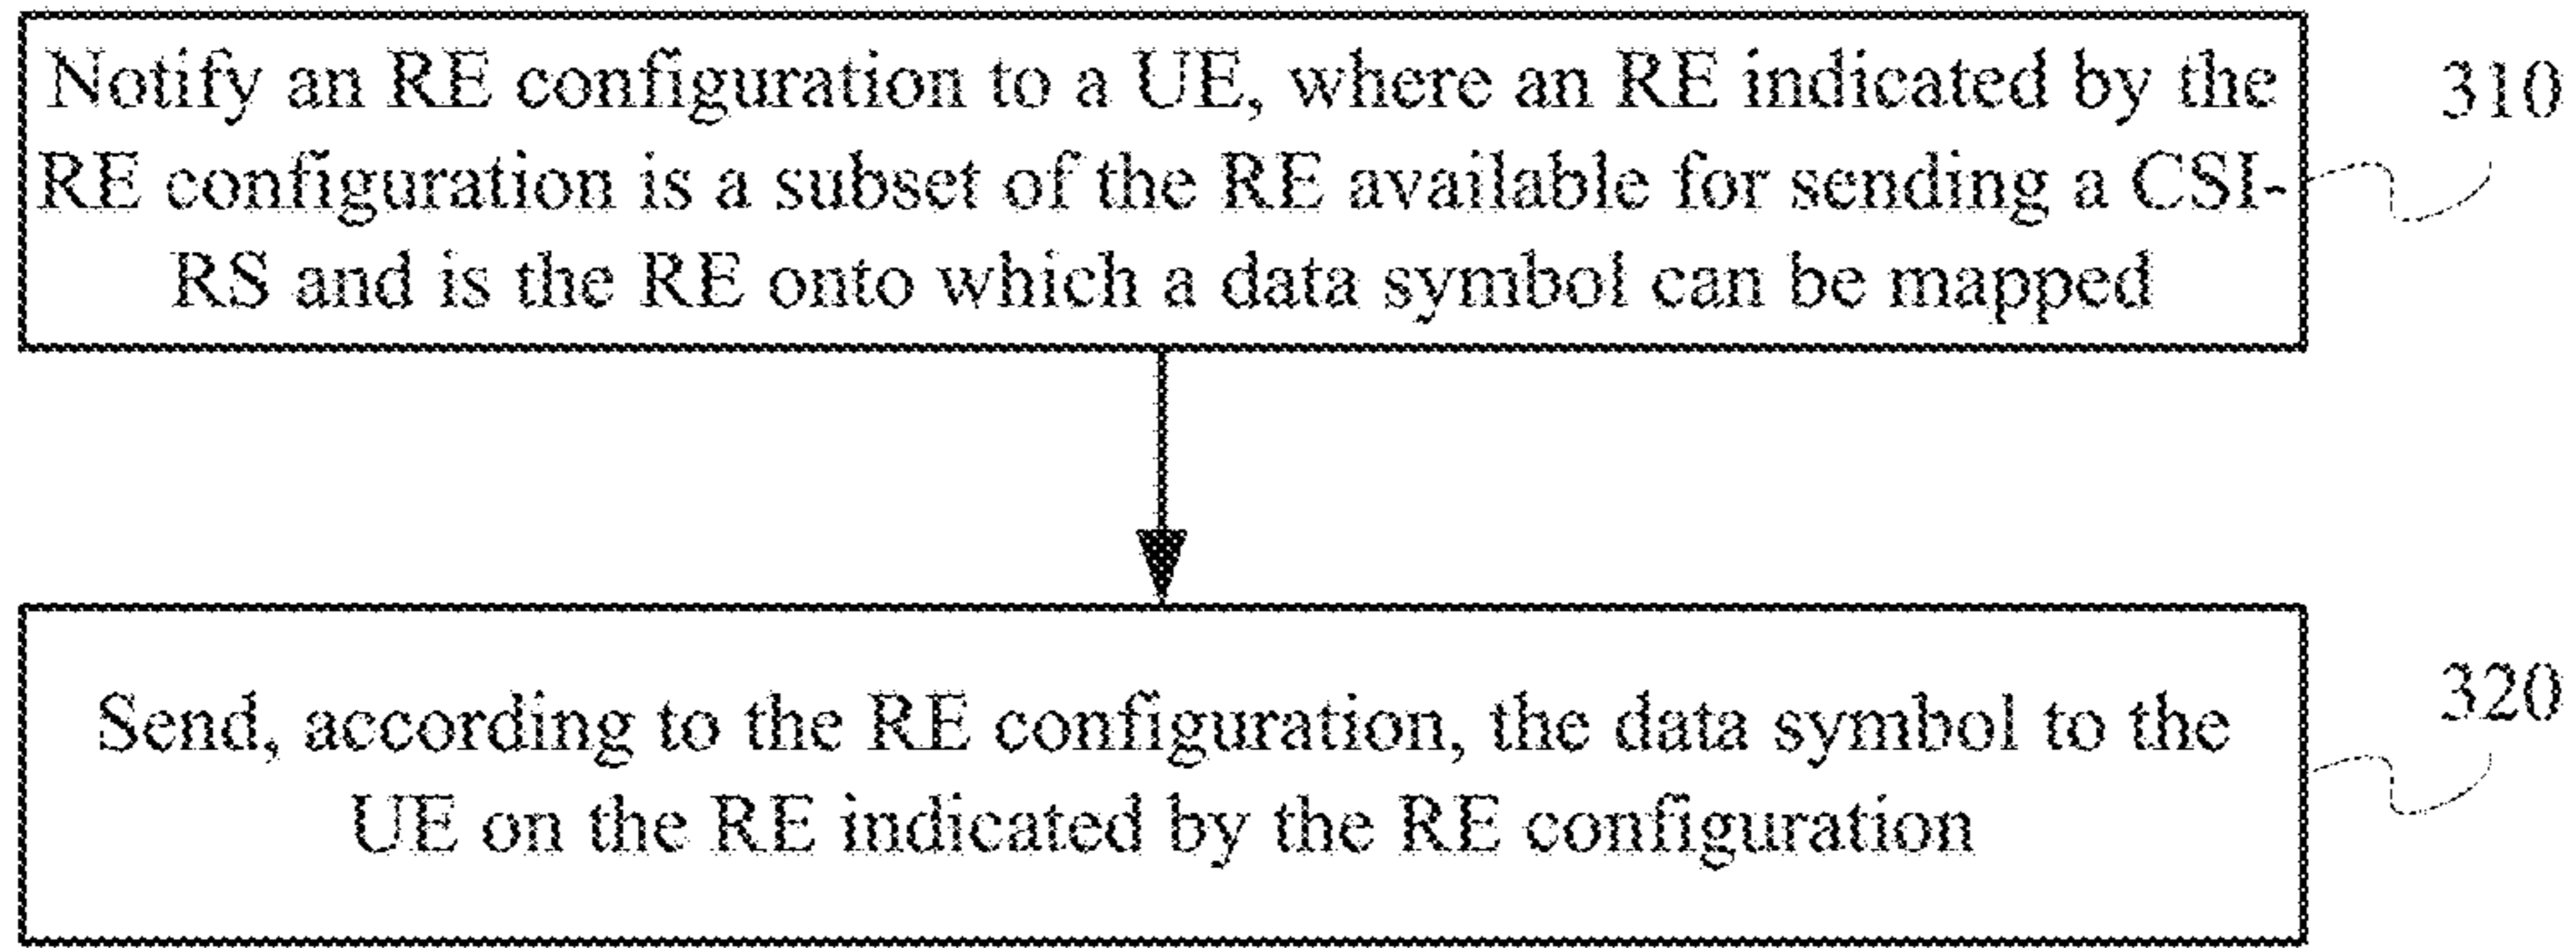 Notify an RE configuration to a UE, where an RE indicated by the
RE configuration is a subset of the RE available for sending a CSI-
RS and is the RE onto which a data symbol can be mapped
310
Send, according to the RE configuration, the data symbol to the
UE on the RE indicated by the RE configuration
320